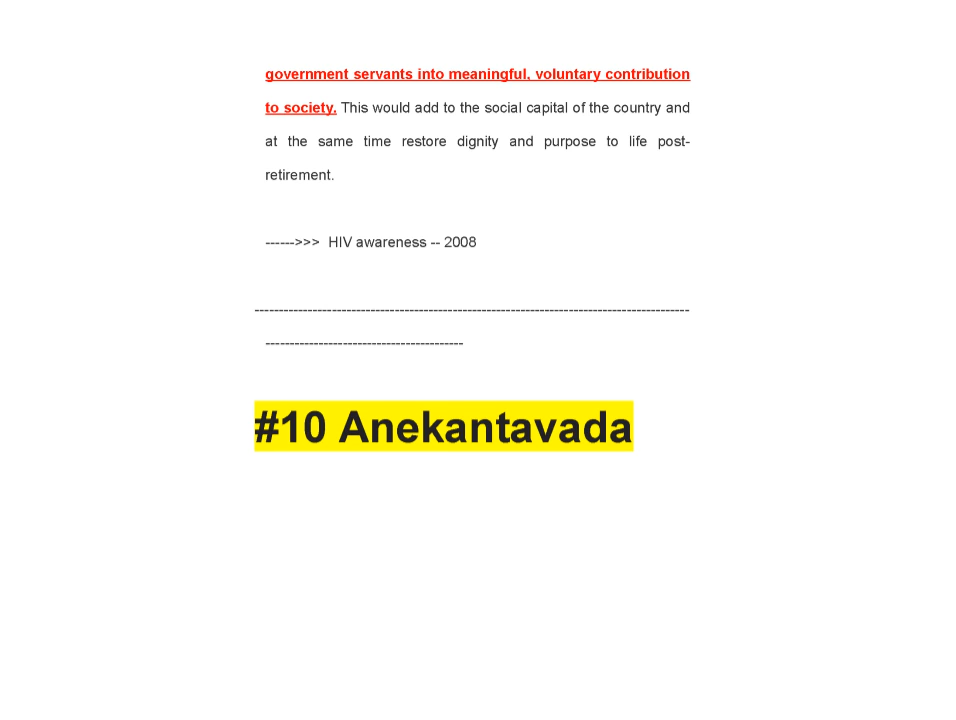 government servants into meaningful, voluntary contribution
to society. This would add to the social capital of the country and
at the same time restore dignity and purpose to life post-
retirement.
------>>> HIV awareness -- 2008
------------------------------------------------------------------------------------------
-----------------------------------------
#10 Anekantavada